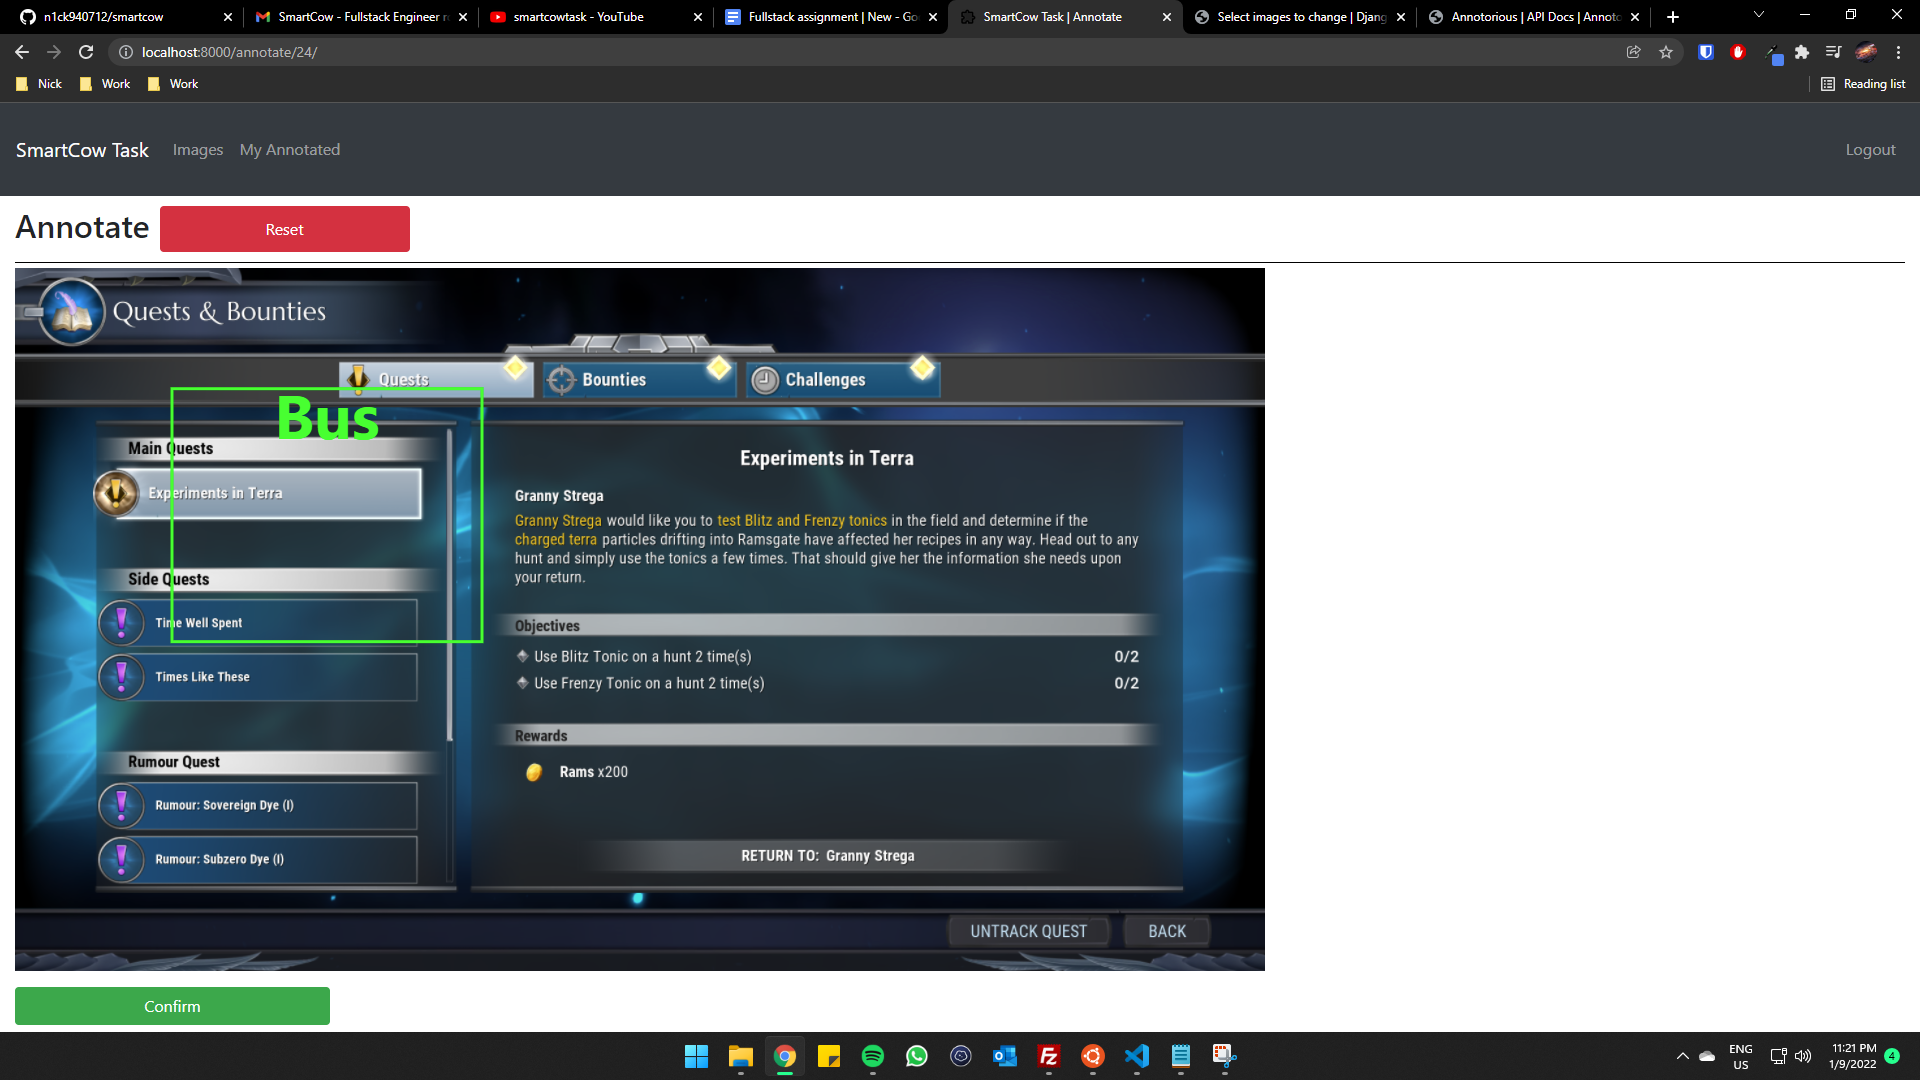 n1ck940712/smartcow
SmartCow - Fullstack Engineer r
smartcowtask - YouTube
Fullstack assignment | New - Go
SmartCow Task | Annotate
Select images to change | Djang
Annotorious | API Docs | Annoto
localhost:8000/annotate/24/
Nick
Work
Work
Reading list
SmartCow Task
Images
My Annotated
Logout
Annotate
Reset
Quests & Bounties
Quests
Bounties
Challenges
Bus
Main Quests
Experiments in Terra
Side Quests
Time Well Spent
Times Like These
Rumour Quest
Rumour: Sovereign Dye (I)
Rumour: Subzero Dye (I)
Experiments in Terra
Granny Strega
Granny Strega would like you to test Blitz and Frenzy tonics in the field and determine if the
charged terra particles drifting into Ramsgate have affected her recipes in any way. Head out to any
hunt and simply use the tonics a few times. That should give her the information she needs upon
your return.
Objectives
Use Blitz Tonic on a hunt 2 time(s) 0/2
Use Frenzy Tonic on a hunt 2 time(s) 0/2
Rewards
Rams x200
RETURN TO: Granny Strega
UNTRACK QUEST
BACK
Confirm
ENG
US
11:21 PM
1/9/2022
4